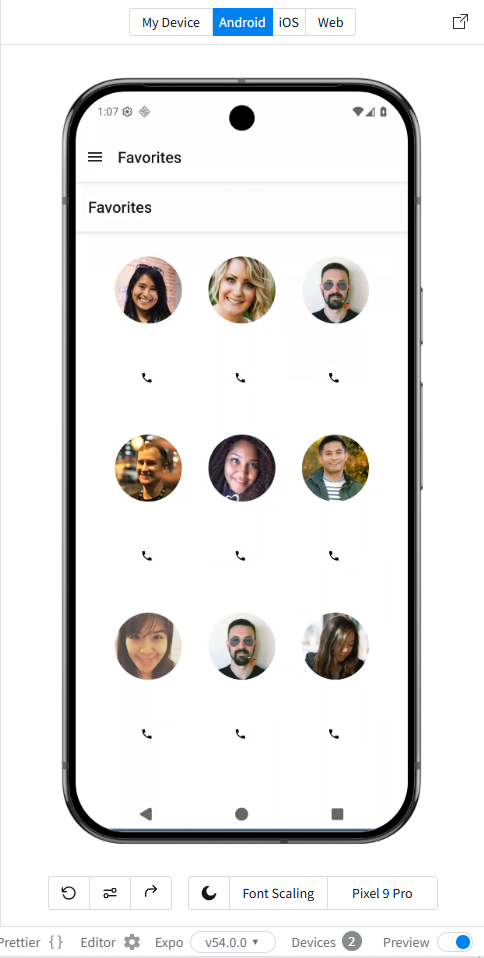 My Device Android iOS Web
1:07
Favorites
Favorites
Font Scaling Pixel 9 Pro
Prettier {} Editor Expo v54.0.0 Devices 2 Preview